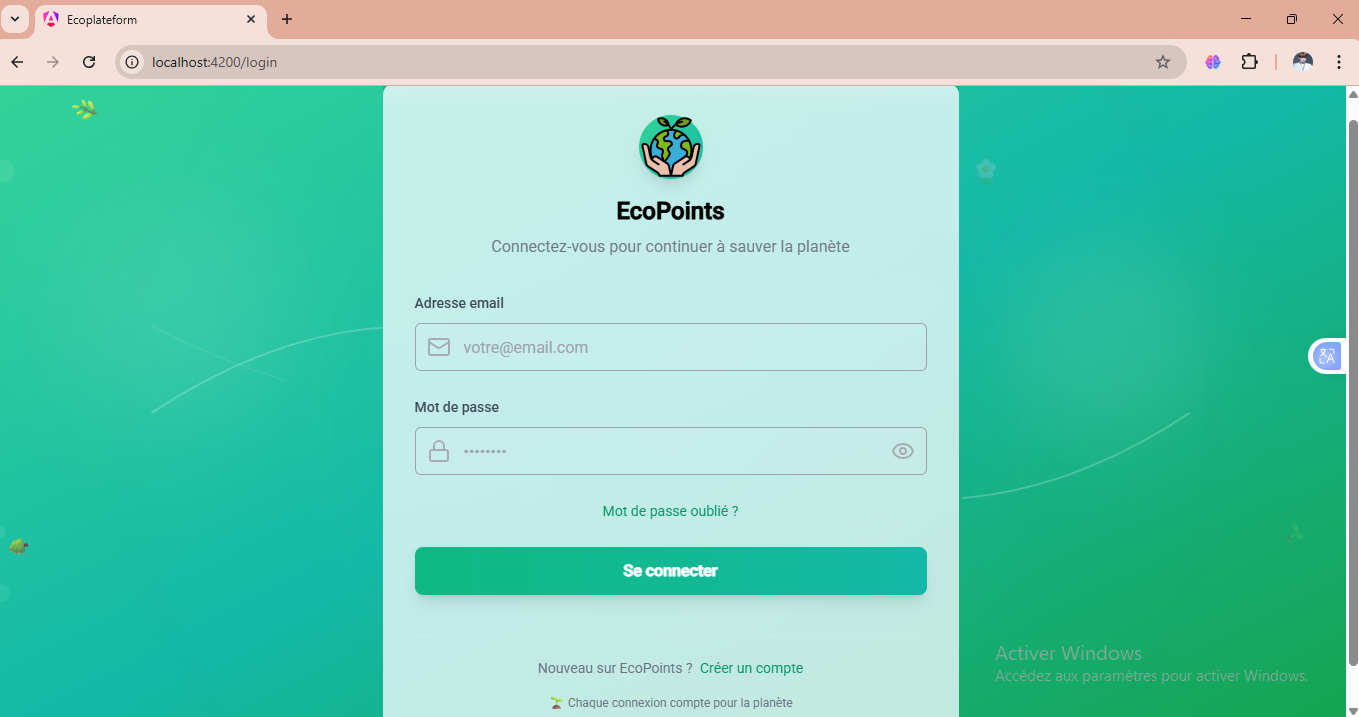 Ecoplateform
localhost:4200/login
EcoPoints
Connectez-vous pour continuer à sauver la planète
Adresse email
votre@email.com
Mot de passe
Mot de passe oublié ?
Se connecter
Nouveau sur EcoPoints ? Créer un compte
Chaque connexion compte pour la planète
Activer Windows
Accédez aux paramètres pour activer Windows.